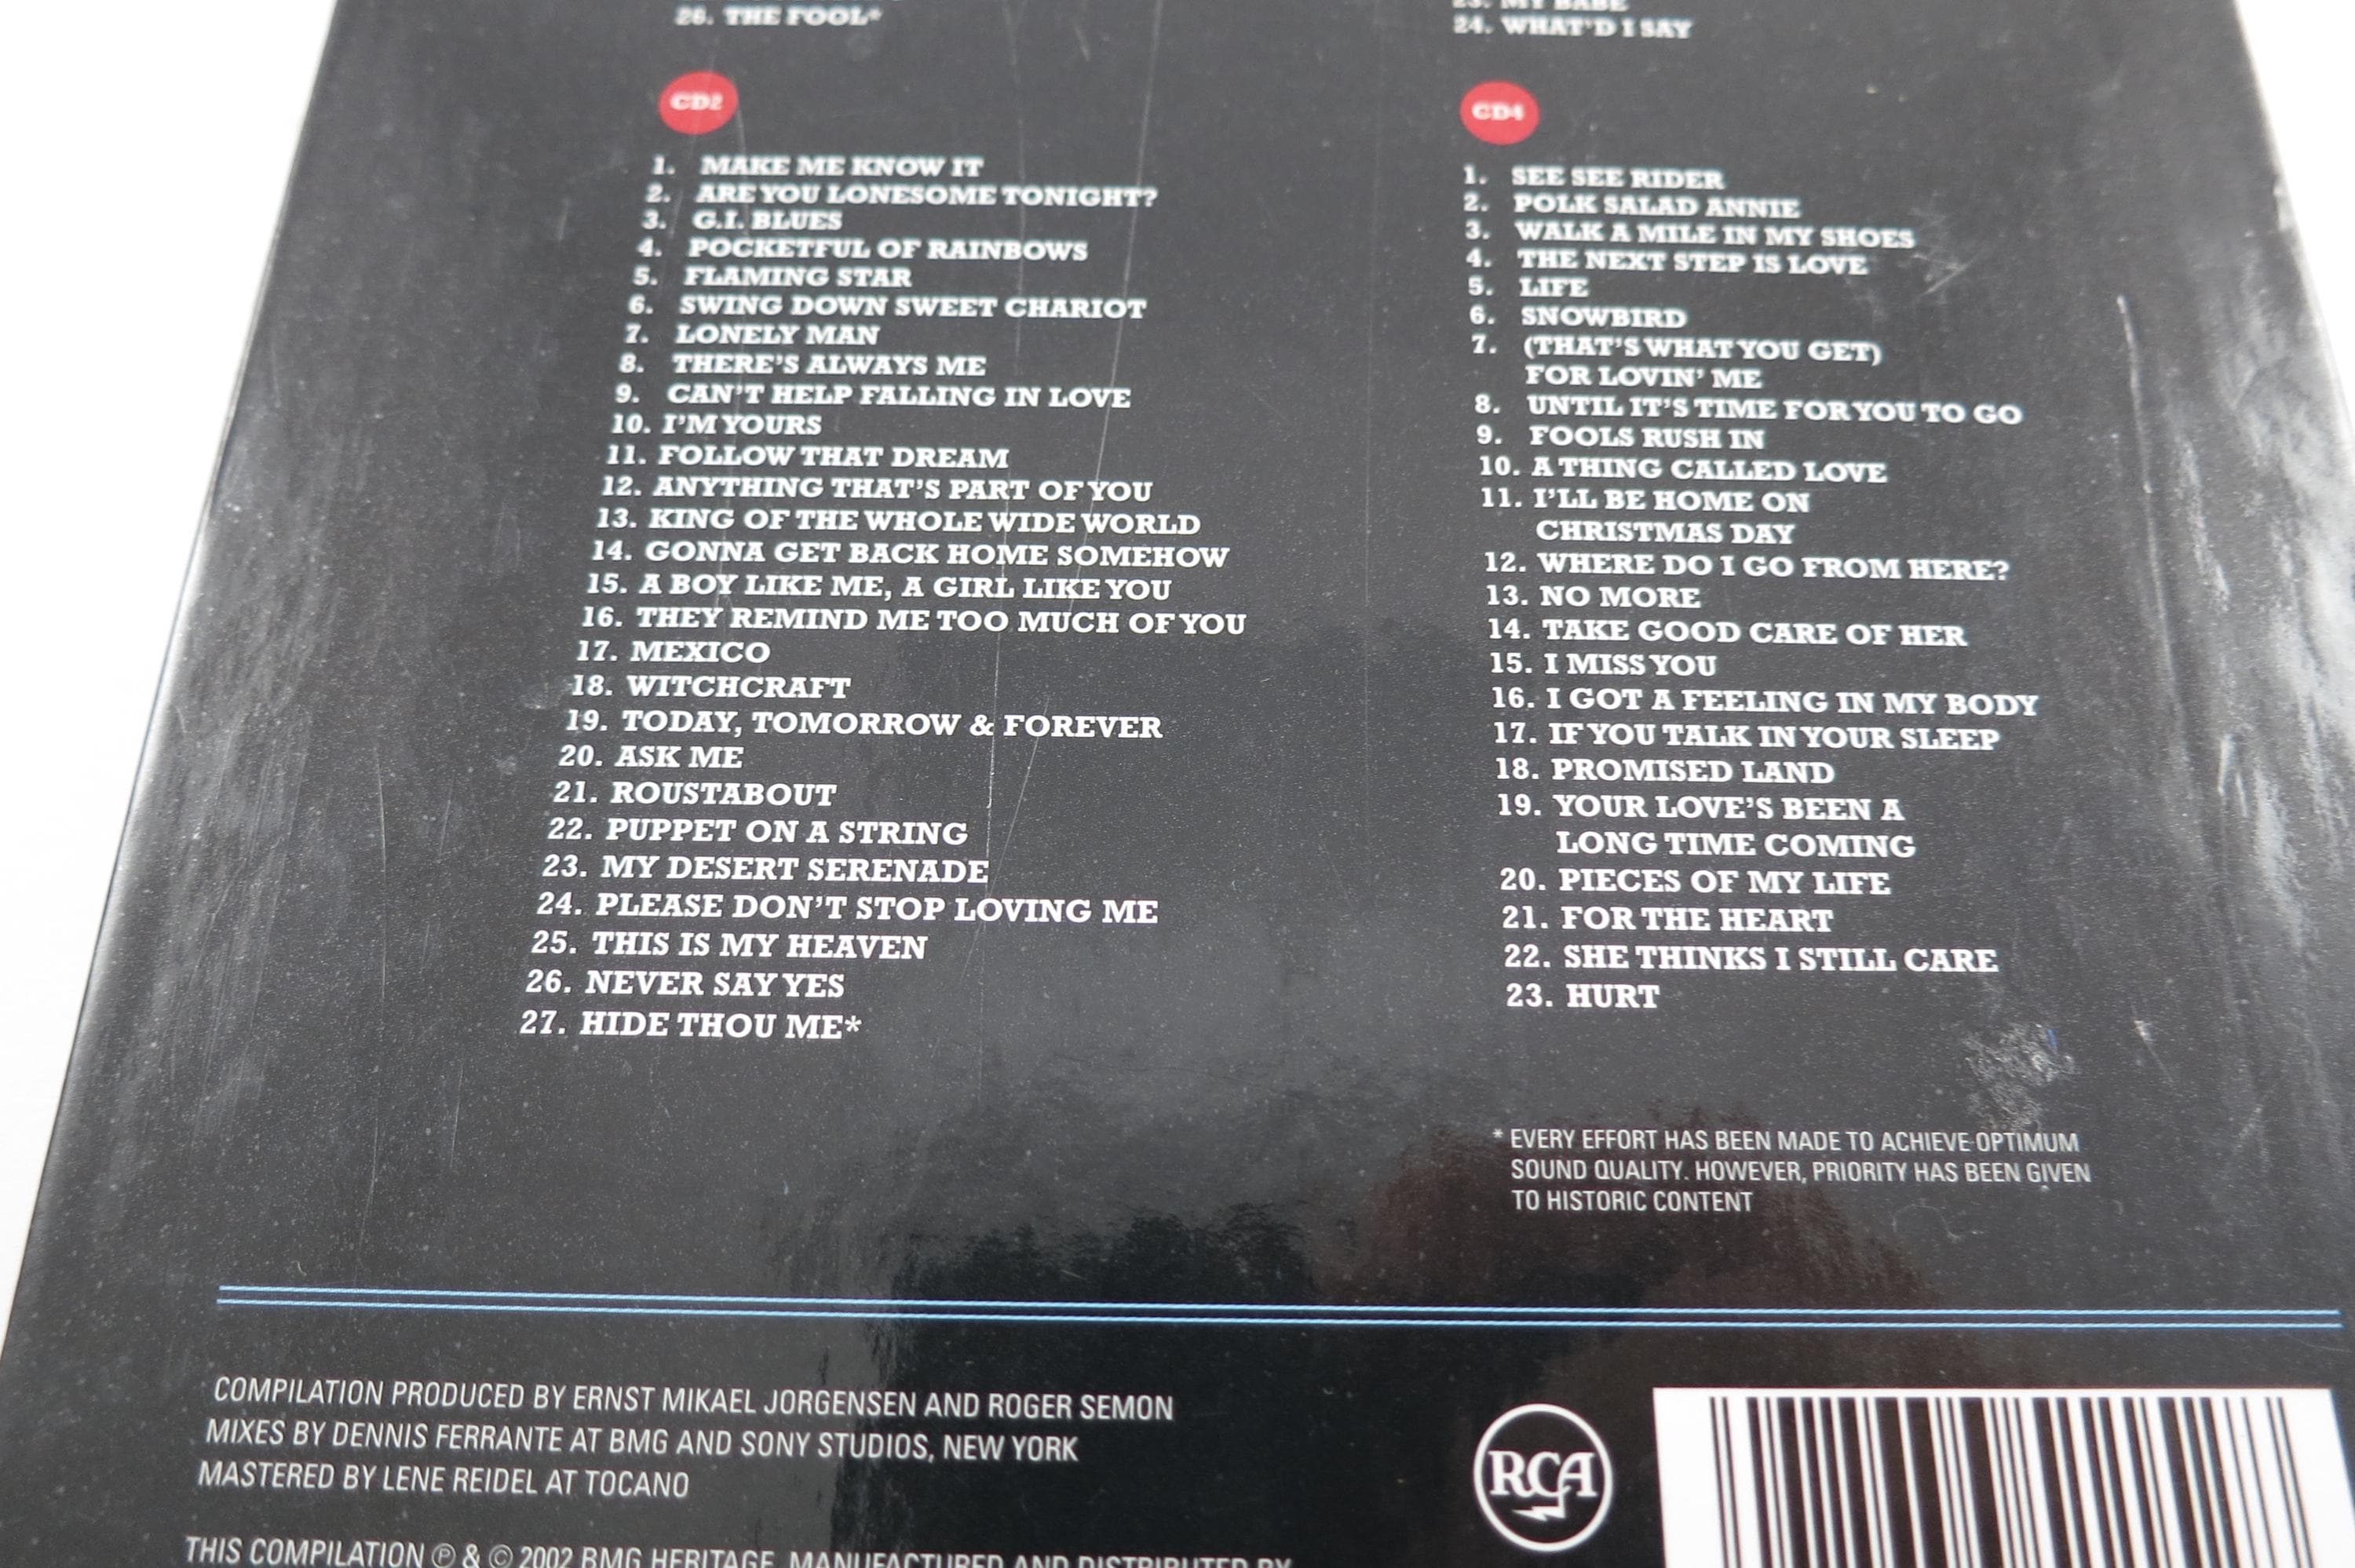 26. THE FOOL*
CD2
1. MAKE ME KNOW IT
2. ARE YOU LONESOME TONIGHT?
3. G.I. BLUES
4. POCKETFUL OF RAINBOWS
5. FLAMING STAR
6. SWING DOWN SWEET CHARIOT
7. LONELY MAN
8. THERE'S ALWAYS ME
9. CAN'T HELP FALLING IN LOVE
10. I'M YOURS
11. FOLLOW THAT DREAM
12. ANYTHING THAT'S PART OF YOU
13. KING OF THE WHOLE WIDE WORLD
14. GONNA GET BACK HOME SOMEHOW
15. A BOY LIKE ME, A GIRL LIKE YOU
16. THEY REMIND ME TOO MUCH OF YOU
17. MEXICO
18. WITCHCRAFT
19. TODAY, TOMORROW & FOREVER
20. ASK ME
21. ROUSTABOUT
22. PUPPET ON A STRING
23. MY DESERT SERENADE
24. PLEASE DON'T STOP LOVING ME
25. THIS IS MY HEAVEN
26. NEVER SAY YES
27. HIDE THOU ME*
23. MY BABE
24. WHAT'D I SAY
CD4
1. SEE SEE RIDER
2. POLK SALAD ANNIE
3. WALK A MILE IN MY SHOES
4. THE NEXT STEP IS LOVE
5. LIFE
6. SNOWBIRD
7. (THAT'S WHAT YOU GET)
FOR LOVIN' ME
8. UNTIL IT'S TIME FOR YOU TO GO
9. FOOLS RUSH IN
10. A THING CALLED LOVE
11. I'LL BE HOME ON
CHRISTMAS DAY
12. WHERE DO I GO FROM HERE?
13. NO MORE
14. TAKE GOOD CARE OF HER
15. I MISS YOU
16. I GOT A FEELING IN MY BODY
17. IF YOU TALK IN YOUR SLEEP
18. PROMISED LAND
19. YOUR LOVE'S BEEN A
LONG TIME COMING
20. PIECES OF MY LIFE
21. FOR THE HEART
22. SHE THINKS I STILL CARE
23. HURT
* EVERY EFFORT HAS BEEN MADE TO ACHIEVE OPTIMUM
SOUND QUALITY. HOWEVER, PRIORITY HAS BEEN GIVEN
TO HISTORIC CONTENT
COMPILATION PRODUCED BY ERNST MIKAEL JORGENSEN AND ROGER SEMON
MIXES BY DENNIS FERRANTE AT BMG AND SONY STUDIOS, NEW YORK
MASTERED BY LENE REIDEL AT TOCANO
THIS COMPILATION ℗ & © 2002 BMG HERITAGE. MANUFACTURED AND DISTRIBUTED BY
RCA